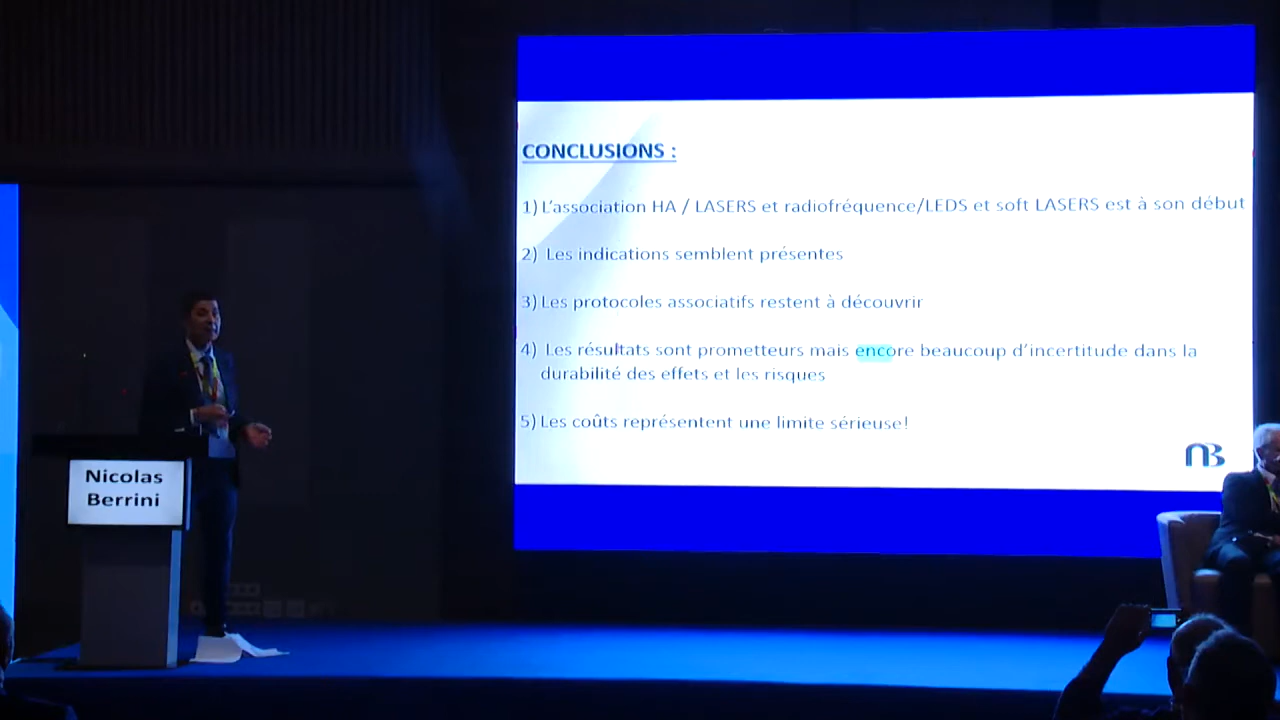 CONCLUSIONS :
1) L'association HA / LASERS et radiofréquence/LEDS et soft LASERS est à son début
2) Les indications semblent présentes
3) Les protocoles associatifs restent à découvrir
4) Les résultats sont prometteurs mais encore beaucoup d'incertitude dans la
durabilité des effets et les risques
5) Les coûts représentent une limite sérieuse!
NB
Nicolas
Berrini